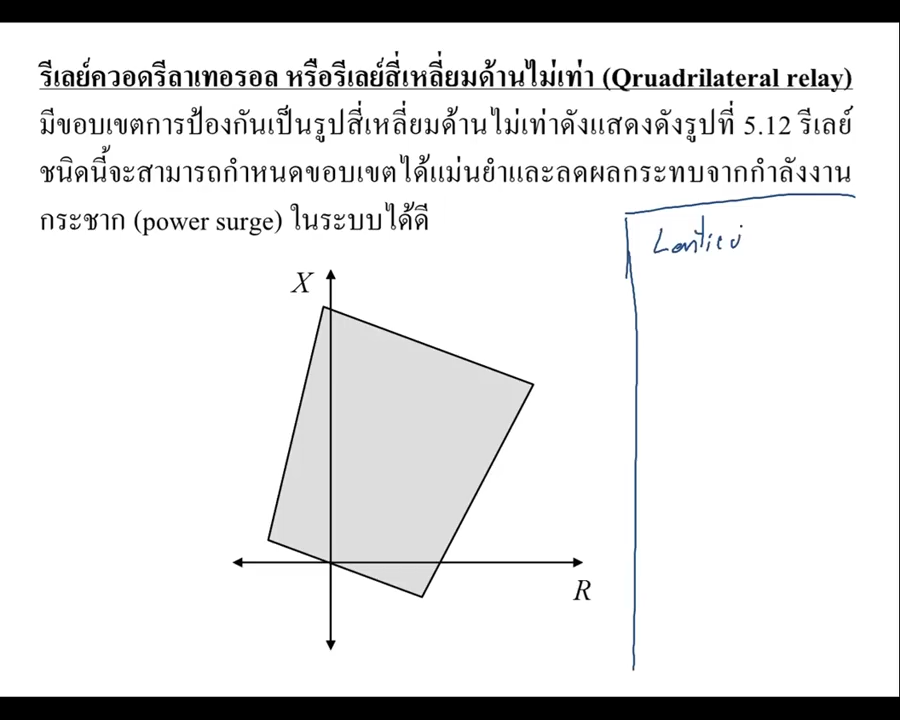 รีเลย์ควอดรีลาเทอรอล หรือรีเลย์สี่เหลี่ยมด้านไม่เท่า (Qruadrilateral relay)
มีขอบเขตการป้องกันเป็นรูปสี่เหลี่ยมด้านไม่เท่าดังแสดงดังรูปที่ 5.12 รีเลย์
ชนิดนี้จะสามารถกำหนดขอบเขตได้แม่นยำและลดผลกระทบจากกำลังงาน
กระชาก (power surge) ในระบบได้ดี
X
R